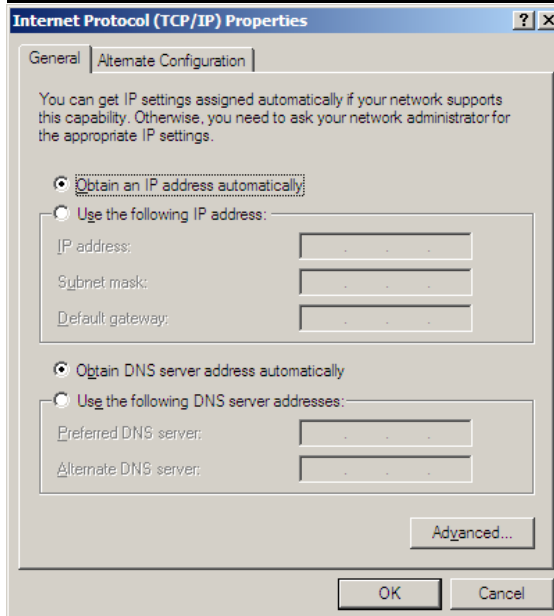 Internet Protocol (TCP/IP) Properties
General
Alternate Configuration
You can get IP settings assigned automatically if your network supports
this capability. Otherwise, you need to ask your network administrator for
the appropriate IP settings.
Obtain an IP address automatically
Use the following IP address:
IP address:
Subnet mask:
Default gateway:
Obtain DNS server address automatically
Use the following DNS server addresses:
Preferred DNS server:
Alternate DNS server:
Advanced...
OK
Cancel